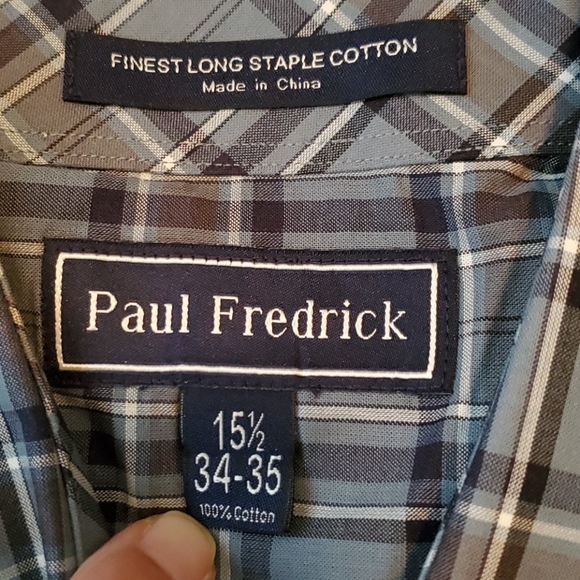 FINEST LONG STAPLE COTTON
Made in China
Paul Fredrick
15½
34-35
100% Cotton